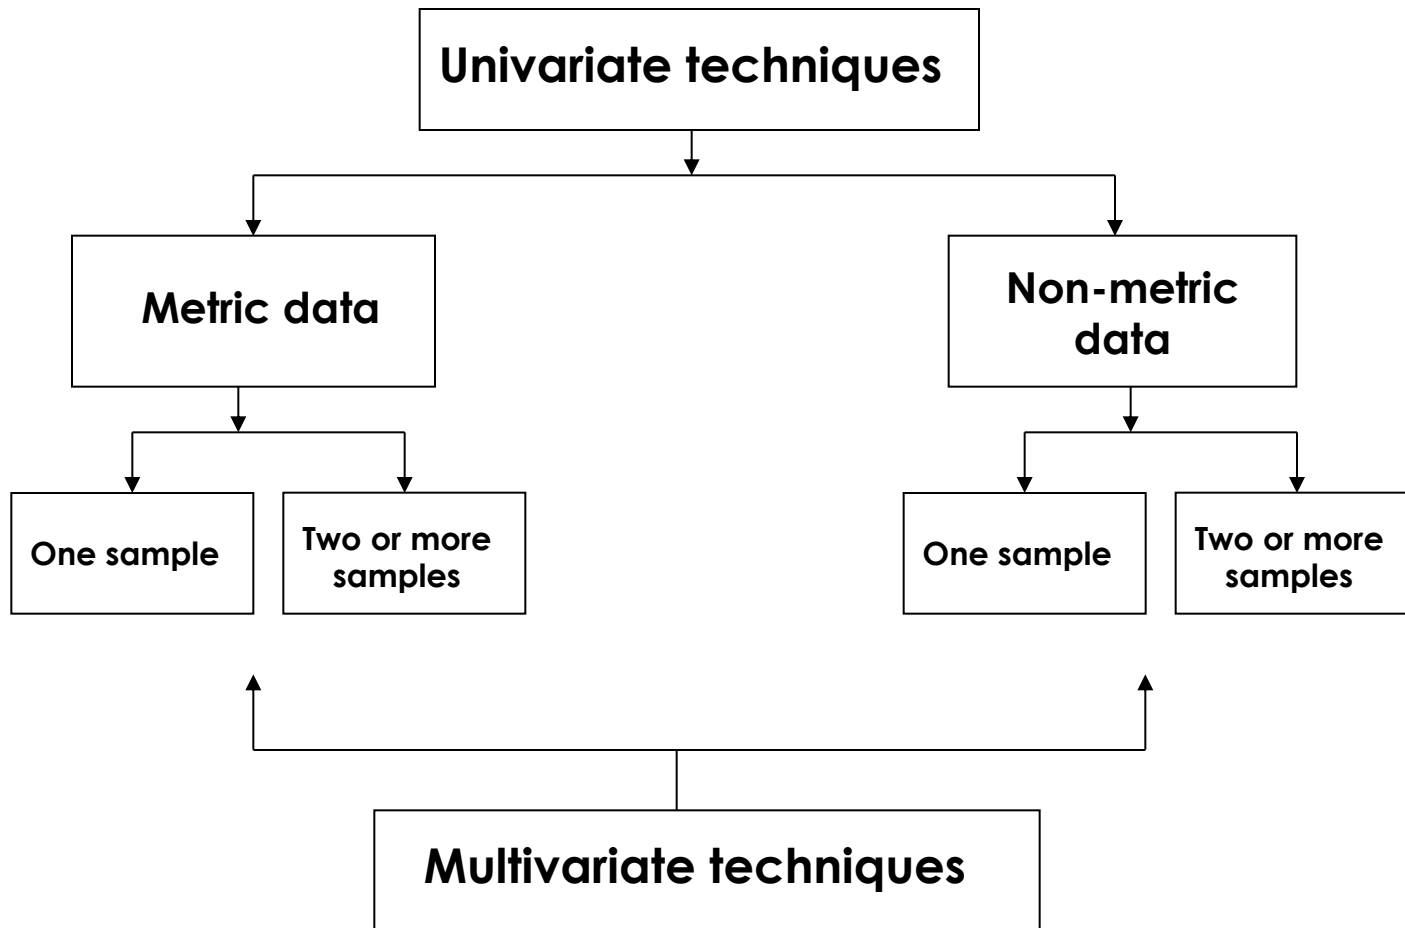 Univariate techniques
Metric data
Non-metric
data
One sample
Two or more
samples
One sample
Two or more
samples
Multivariate techniques